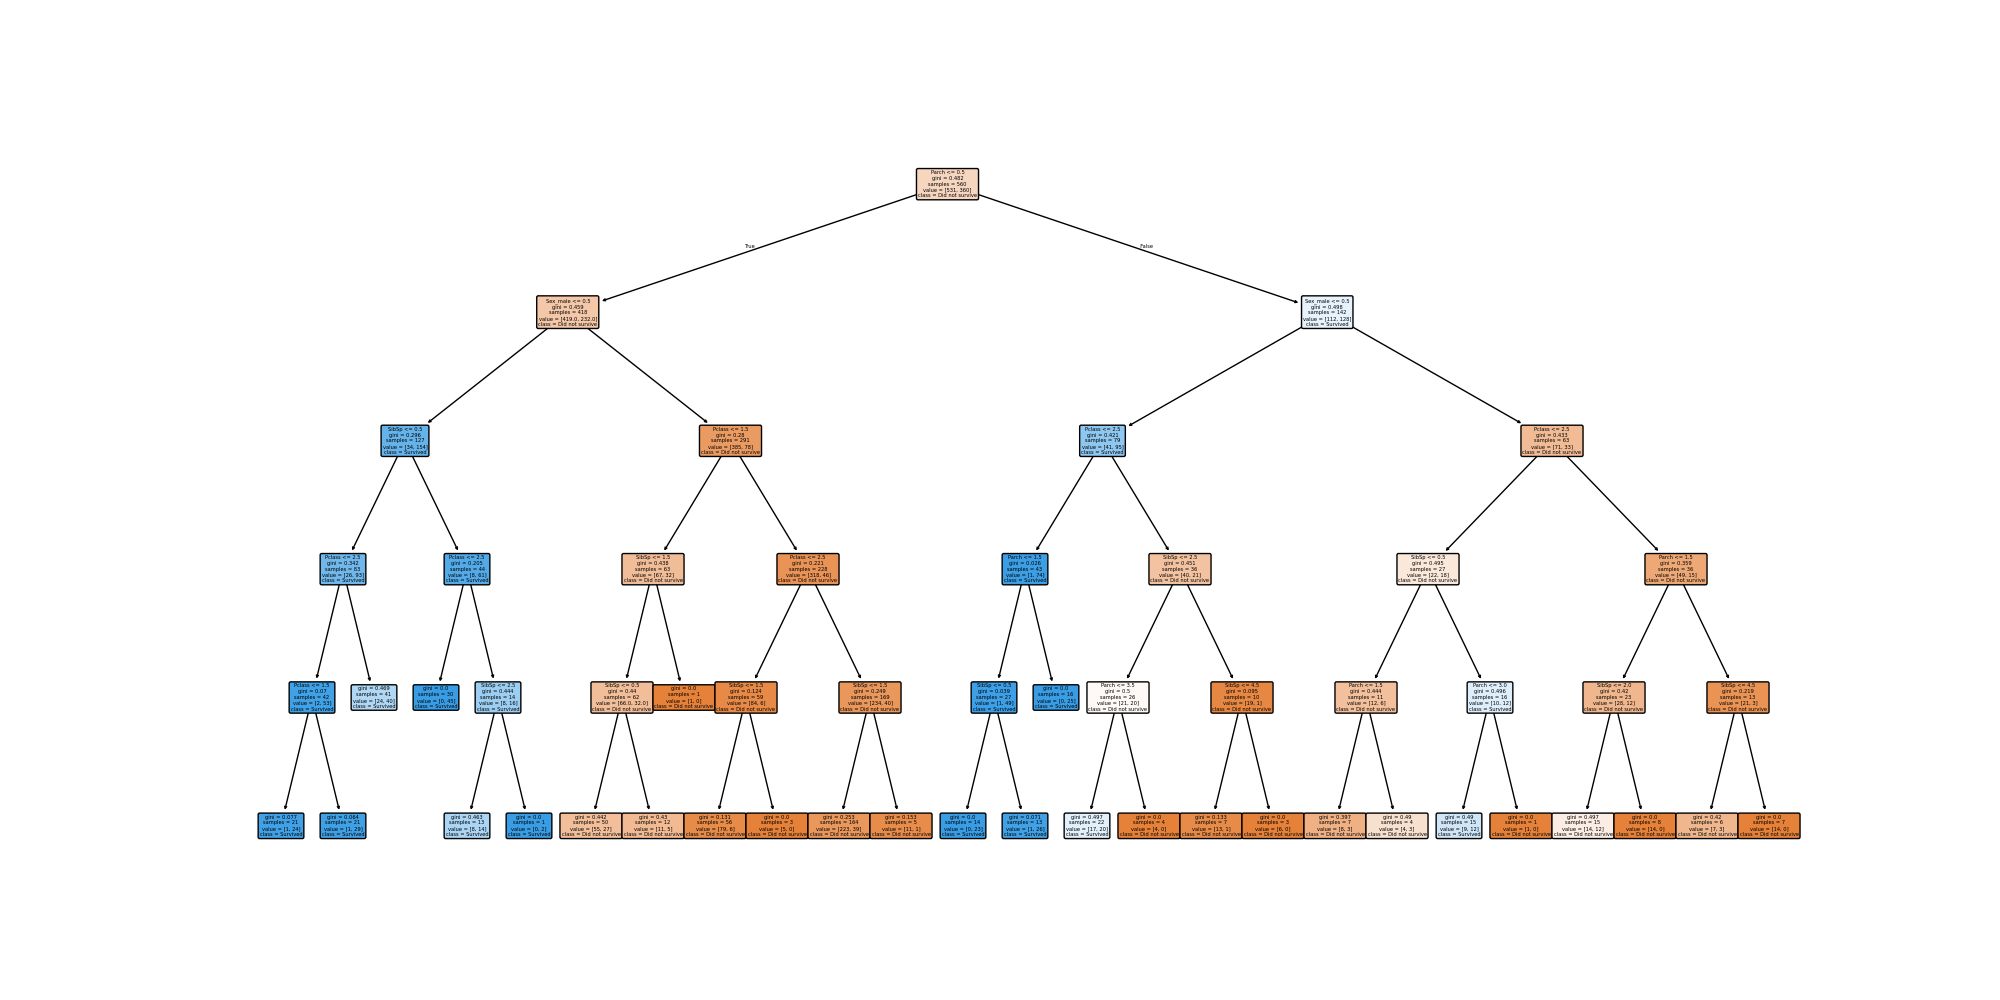 Parch <= 0.5
gini = 0.482
samples = 560
value = [531, 360]
class = Did not survive
True
False
Sex_male <= 0.5
gini = 0.459
samples = 418
value = [419.0, 232.0]
class = Did not survive
Sex_male <= 0.5
gini = 0.498
samples = 142
value = [112, 128]
class = Survived
SibSp <= 0.5
gini = 0.296
samples = 127
value = [34, 154]
class = Survived
Pclass <= 1.5
gini = 0.28
samples = 291
value = [385, 78]
class = Did not survive
Pclass <= 2.5
gini = 0.421
samples = 79
value = [41, 95]
class = Survived
Pclass <= 2.5
gini = 0.433
samples = 63
value = [71, 33]
class = Did not survive
Pclass <= 2.5
gini = 0.342
samples = 83
value = [26, 93]
class = Survived
Pclass <= 2.5
gini = 0.205
samples = 44
value = [8, 61]
class = Survived
SibSp <= 1.5
gini = 0.438
samples = 63
value = [67, 32]
class = Did not survive
Pclass <= 2.5
gini = 0.221
samples = 228
value = [318, 46]
class = Did not survive
Parch <= 1.5
gini = 0.026
samples = 43
value = [1, 74]
class = Survived
SibSp <= 2.5
gini = 0.451
samples = 36
value = [40, 21]
class = Did not survive
SibSp <= 0.5
gini = 0.495
samples = 27
value = [22, 18]
class = Did not survive
Parch <= 1.5
gini = 0.359
samples = 36
value = [49, 15]
class = Did not survive
Pclass <= 1.5
gini = 0.07
samples = 42
value = [2, 53]
class = Survived
gini = 0.469
samples = 41
value = [24, 40]
class = Survived
gini = 0.0
samples = 30
value = [0, 45]
class = Survived
SibSp <= 2.5
gini = 0.444
samples = 14
value = [8, 16]
class = Survived
SibSp <= 0.5
gini = 0.44
samples = 62
value = [66.0, 32.0]
class = Did not survive
gini = 0.0
samples = 1
value = [1, 0]
class = Did not survive
SibSp <= 1.5
gini = 0.124
samples = 59
value = [84, 6]
class = Did not survive
SibSp <= 1.5
gini = 0.249
samples = 169
value = [234, 40]
class = Did not survive
SibSp <= 0.5
gini = 0.039
samples = 27
value = [1, 49]
class = Survived
gini = 0.0
samples = 16
value = [0, 25]
class = Survived
Parch <= 3.5
gini = 0.5
samples = 26
value = [21, 20]
class = Did not survive
SibSp <= 4.5
gini = 0.095
samples = 10
value = [19, 1]
class = Did not survive
Parch <= 1.5
gini = 0.444
samples = 11
value = [12, 6]
class = Did not survive
Parch <= 3.0
gini = 0.496
samples = 16
value = [10, 12]
class = Survived
SibSp <= 2.0
gini = 0.42
samples = 23
value = [28, 12]
class = Did not survive
SibSp <= 4.5
gini = 0.219
samples = 13
value = [21, 3]
class = Did not survive
gini = 0.077
samples = 21
value = [1, 24]
class = Survived
gini = 0.064
samples = 21
value = [1, 29]
class = Survived
gini = 0.463
samples = 13
value = [8, 14]
class = Survived
gini = 0.0
samples = 1
value = [0, 2]
class = Survived
gini = 0.442
samples = 50
value = [55, 27]
class = Did not survive
gini = 0.43
samples = 12
value = [11, 5]
class = Did not survive
gini = 0.131
samples = 56
value = [79, 6]
class = Did not survive
gini = 0.0
samples = 3
value = [5, 0]
class = Did not survive
gini = 0.253
samples = 164
value = [223, 39]
class = Did not survive
gini = 0.153
samples = 5
value = [11, 1]
class = Did not survive
gini = 0.0
samples = 14
value = [0, 23]
class = Survived
gini = 0.071
samples = 13
value = [1, 26]
class = Survived
gini = 0.497
samples = 22
value = [17, 20]
class = Survived
gini = 0.0
samples = 4
value = [4, 0]
class = Did not survive
gini = 0.133
samples = 7
value = [13, 1]
class = Did not survive
gini = 0.0
samples = 3
value = [6, 0]
class = Did not survive
gini = 0.397
samples = 7
value = [8, 3]
class = Did not survive
gini = 0.49
samples = 4
value = [4, 3]
class = Did not survive
gini = 0.49
samples = 15
value = [9, 12]
class = Survived
gini = 0.0
samples = 1
value = [1, 0]
class = Did not survive
gini = 0.497
samples = 15
value = [14, 12]
class = Did not survive
gini = 0.0
samples = 8
value = [14, 0]
class = Did not survive
gini = 0.42
samples = 6
value = [7, 3]
class = Did not survive
gini = 0.0
samples = 7
value = [14, 0]
class = Did not survive